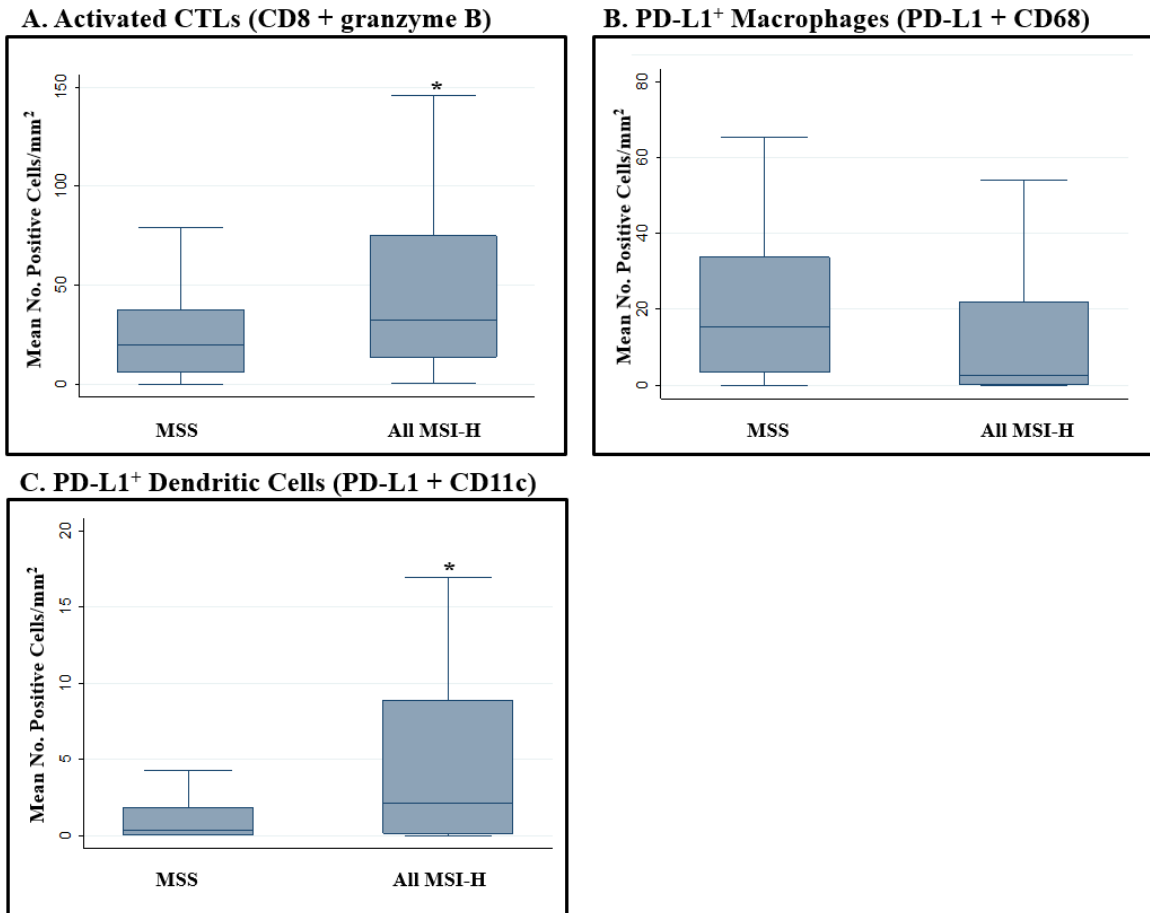 A. Activated CTLs (CD8 + granzyme B)
Mean No. Positive Cells/mm²
150
100
50
0
*
MSS
All MSI-H
B. PD-L1⁺ Macrophages (PD-L1 + CD68)
Mean No. Positive Cells/mm²
80
60
40
20
0
MSS
All MSI-H
C. PD-L1⁺ Dendritic Cells (PD-L1 + CD11c)
Mean No. Positive Cells/mm²
20
15
10
5
0
*
MSS
All MSI-H